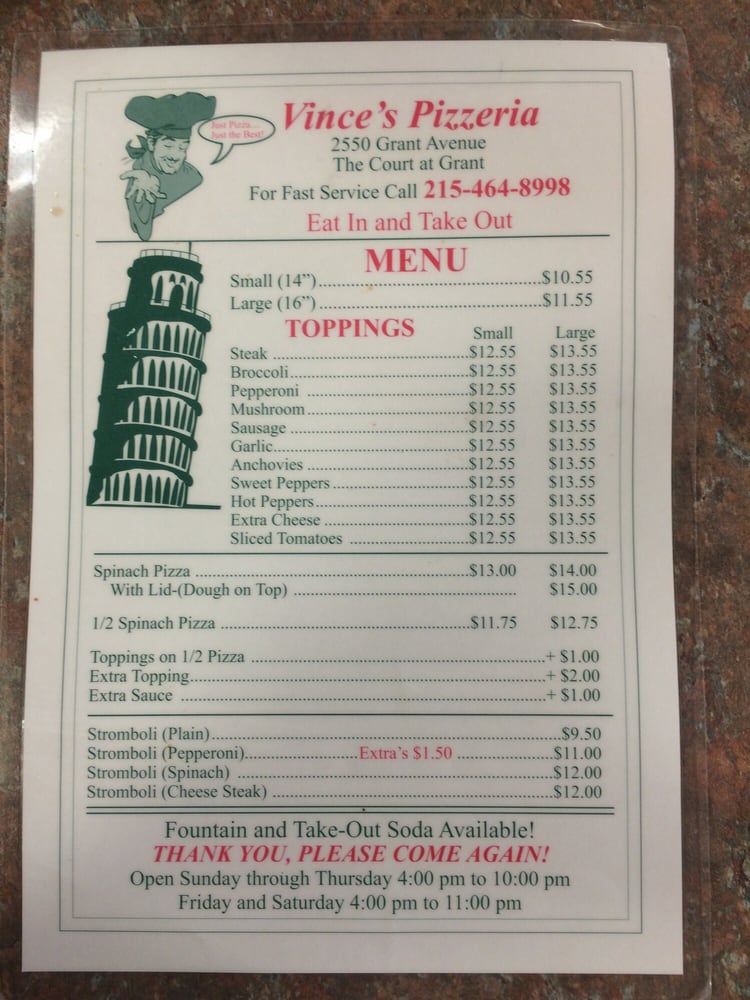 Just Pizza....
Just the Best!
Vince's Pizzeria
2550 Grant Avenue
The Court at Grant
For Fast Service Call 215-464-8998
Eat In and Take Out
MENU
Small (14")..........$10.55
Large (16")..........$11.55
TOPPINGS Small Large
Steak ..........$12.55 $13.55
Broccoli..........$12.55 $13.55
Pepperoni ..........$12.55 $13.55
Mushroom..........$12.55 $13.55
Sausage ..........$12.55 $13.55
Garlic..........$12.55 $13.55
Anchovies ..........$12.55 $13.55
Sweet Peppers ..........$12.55 $13.55
Hot Peppers..........$12.55 $13.55
Extra Cheese ..........$12.55 $13.55
Sliced Tomatoes ..........$12.55 $13.55
Spinach Pizza ..........$13.00 $14.00
With Lid-(Dough on Top) .......... $15.00
1/2 Spinach Pizza ..........$11.75 $12.75
Toppings on 1/2 Pizza ..........+ $1.00
Extra Topping..........+ $2.00
Extra Sauce ..........+ $1.00
Stromboli (Plain)..........$9.50
Stromboli (Pepperoni)..........Extra's $1.50 ..........$11.00
Stromboli (Spinach) ..........$12.00
Stromboli (Cheese Steak) ..........$12.00
Fountain and Take-Out Soda Available!
THANK YOU, PLEASE COME AGAIN!
Open Sunday through Thursday 4:00 pm to 10:00 pm
Friday and Saturday 4:00 pm to 11:00 pm